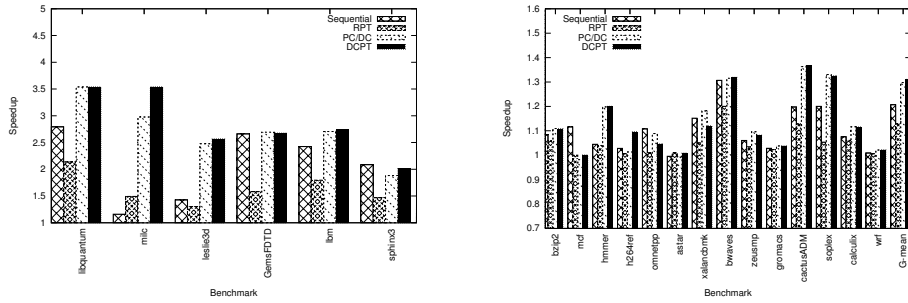 5
4.5
4
3.5
3
2.5
2
1.5
1
Speedup
Sequential
RPT
PC/DC
DCPT
libquantum
milc
leslie3d
GemsFDTD
lbm
sphinx3
Benchmark
1.6
1.5
1.4
1.3
1.2
1.1
1
0.9
0.8
0.7
Speedup
Sequential
RPT
PC/DC
DCPT
bzip2
mcf
hmmer
h264ref
omnetpp
astar
xalancbmk
bwaves
zeusmp
gromacs
cactusADM
soplex
calculix
wrf
G-mean
Benchmark